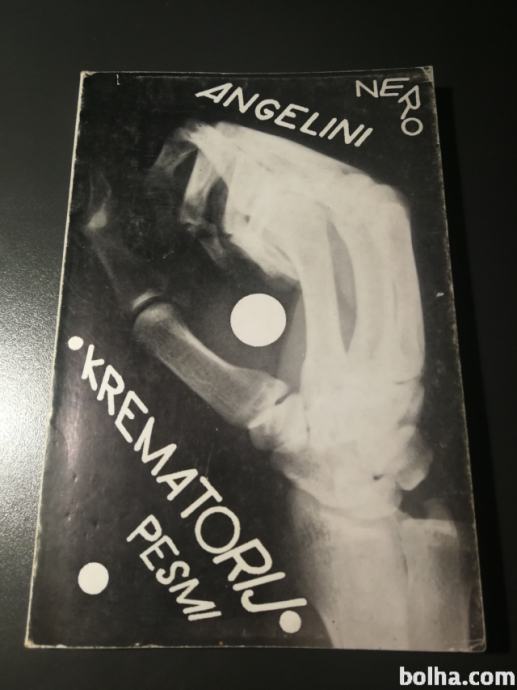 NERO
ANGELINI
KREMATORIJ
PESMI
bolha.com